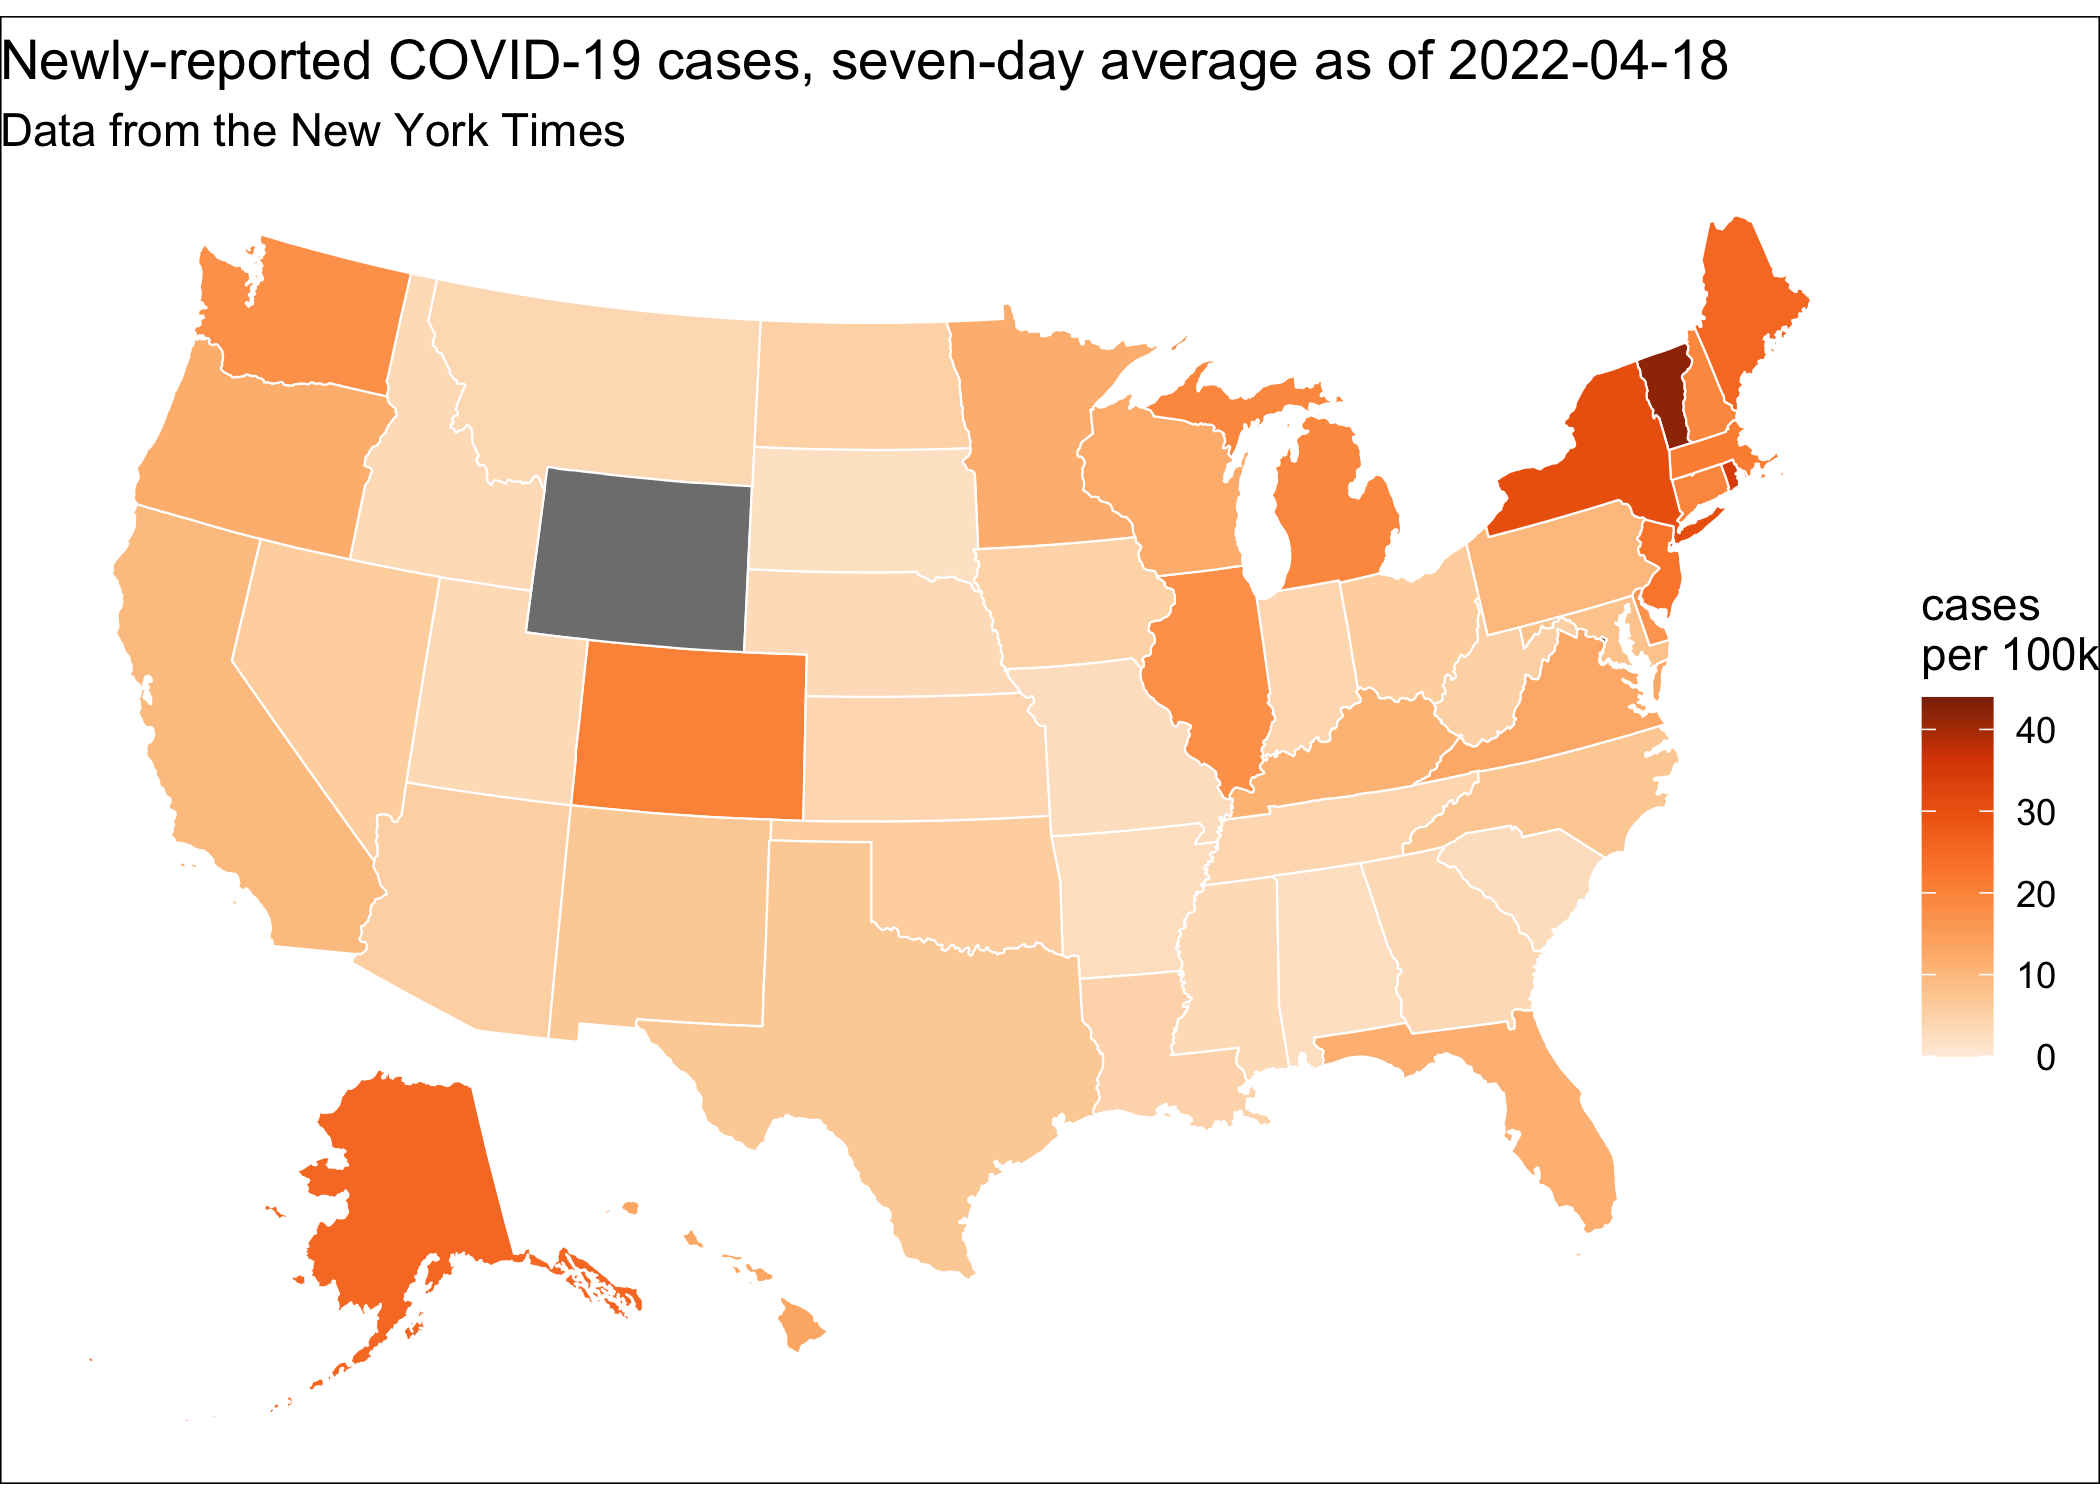 Newly-reported COVID-19 cases, seven-day average as of 2022-04-18
Data from the New York Times
cases
per 100k
40
30
20
10
0